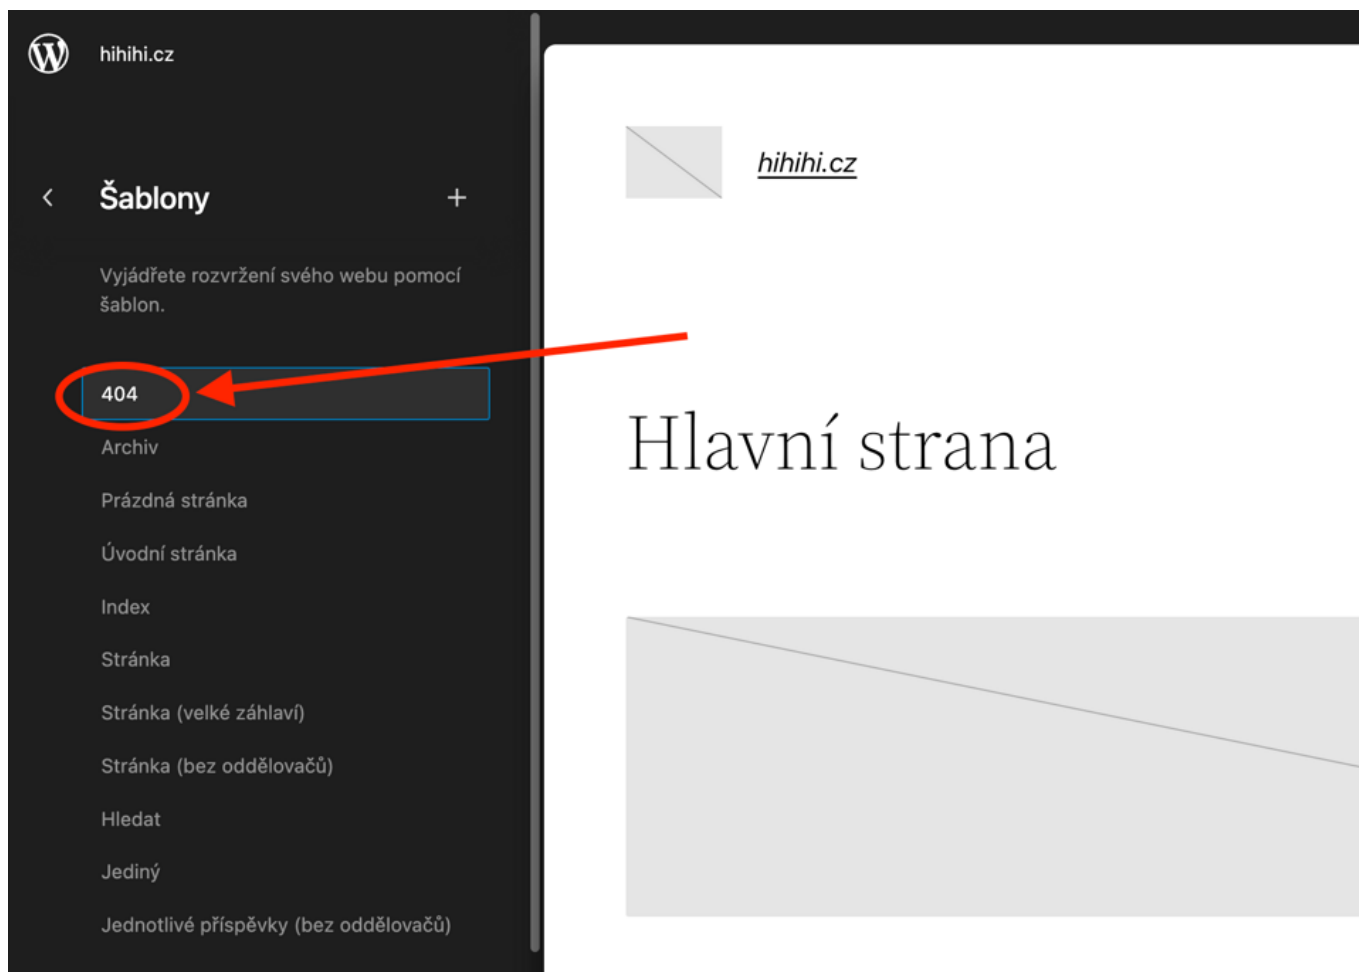 hihihi.cz
Šablony
Vyjádřete rozvržení svého webu pomocí
šablon.
404
Archiv
Prázdná stránka
Úvodní stránka
Index
Stránka
Stránka (velké záhlaví)
Stránka (bez oddělovačů)
Hledat
Jediný
Jednotlivé příspěvky (bez oddělovačů)
hihihi.cz
Hlavní strana